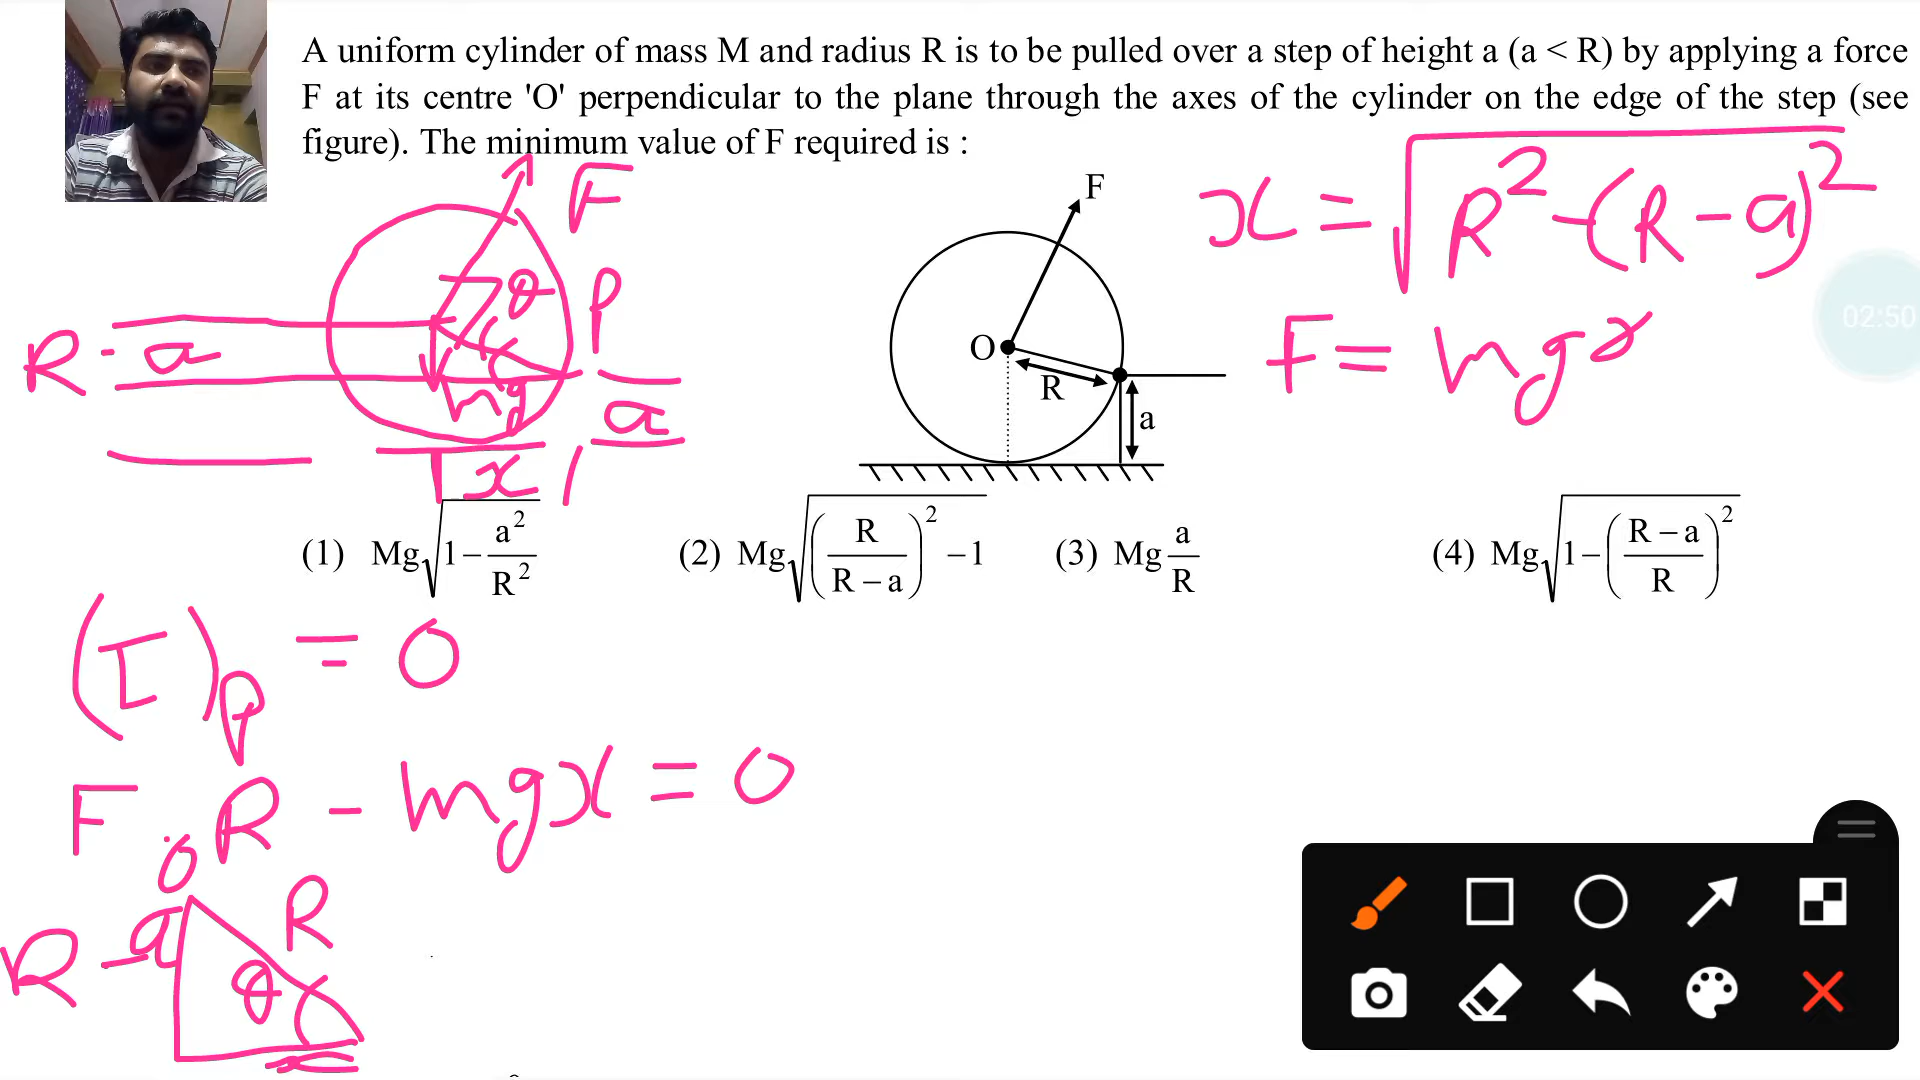 A uniform cylinder of mass M and radius R is to be pulled over a step of height a (a < R) by applying a force
F at its centre 'O' perpendicular to the plane through the axes of the cylinder on the edge of the step (see
figure). The minimum value of F required is :
F
θ
P
R - a
mg
a
x
F
O
R
a
x = √(R² - (R - a)²)
F = mgx
02:50
(1) Mg√(1 – a²/R²)
(2) Mg√((R/(R – a))² – 1)
(3) Mg a/R
(4) Mg√(1 – ((R – a)/R)²)
(τ)p = 0
F R - mgx = 0
O
R - a
R
θ
x